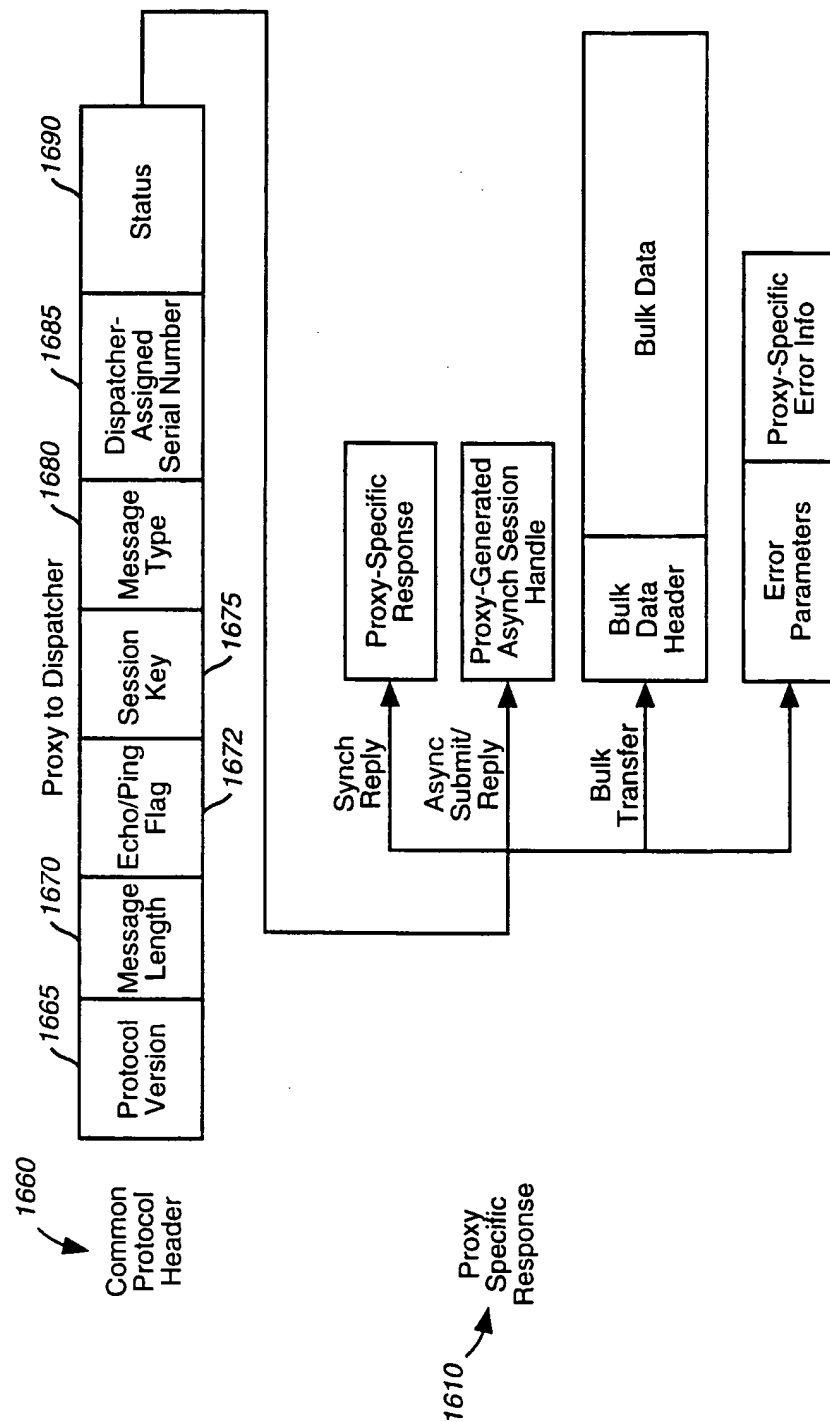 Proxy to Dispatcher
1660
Common
Protocol
Header
1665
Protocol
Version
1670
Message
Length
Echo/Ping
Flag
1672
Session
Key
1675
1680
Message
Type
1685
Dispatcher-
Assigned
Serial Number
1690
Status
1610
Proxy
Specific
Response
Synch
Reply
Proxy-Specific
Response
Async
Submit/
Reply
Proxy-Generated
Asynch Session
Handle
Bulk
Transfer
Bulk
Data
Header
Bulk Data
Error
Parameters
Proxy-Specific
Error Info